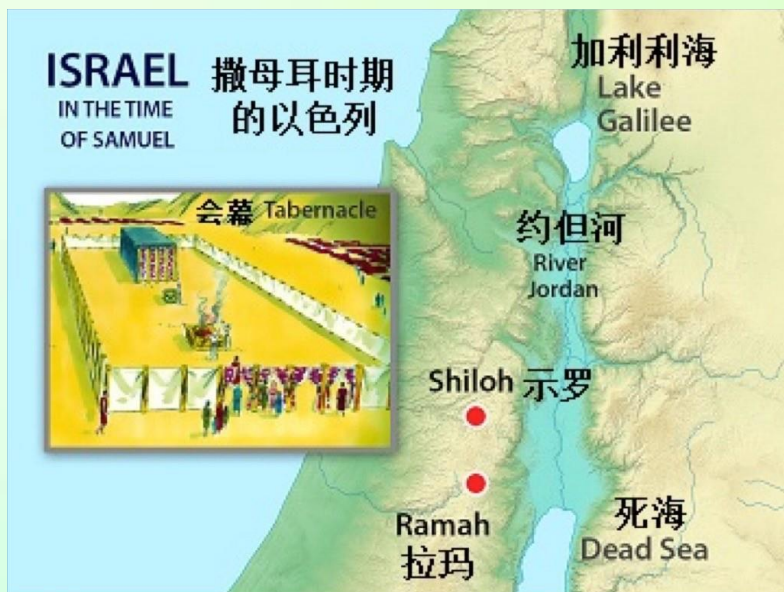 ISRAEL
IN THE TIME
OF SAMUEL
撒母耳时期
的以色列
加利利海
Lake
Galilee
会幕 Tabernacle
约但河
River
Jordan
Shiloh 示罗
Ramah
拉玛
死海
Dead Sea